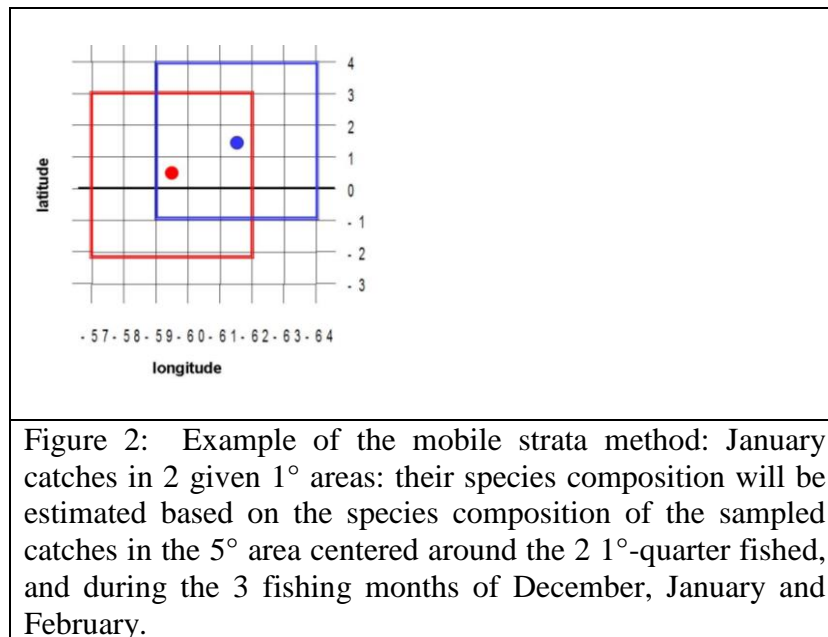 4
3
2
1
0
- 1
- 2
- 3
latitude
- 57 - 58 - 59 - 60 - 61 - 62 - 63 - 64
longitude
Figure 2: Example of the mobile strata method: January
catches in 2 given 1° areas: their species composition will be
estimated based on the species composition of the sampled
catches in the 5° area centered around the 2 1°-quarter fished,
and during the 3 fishing months of December, January and
February.